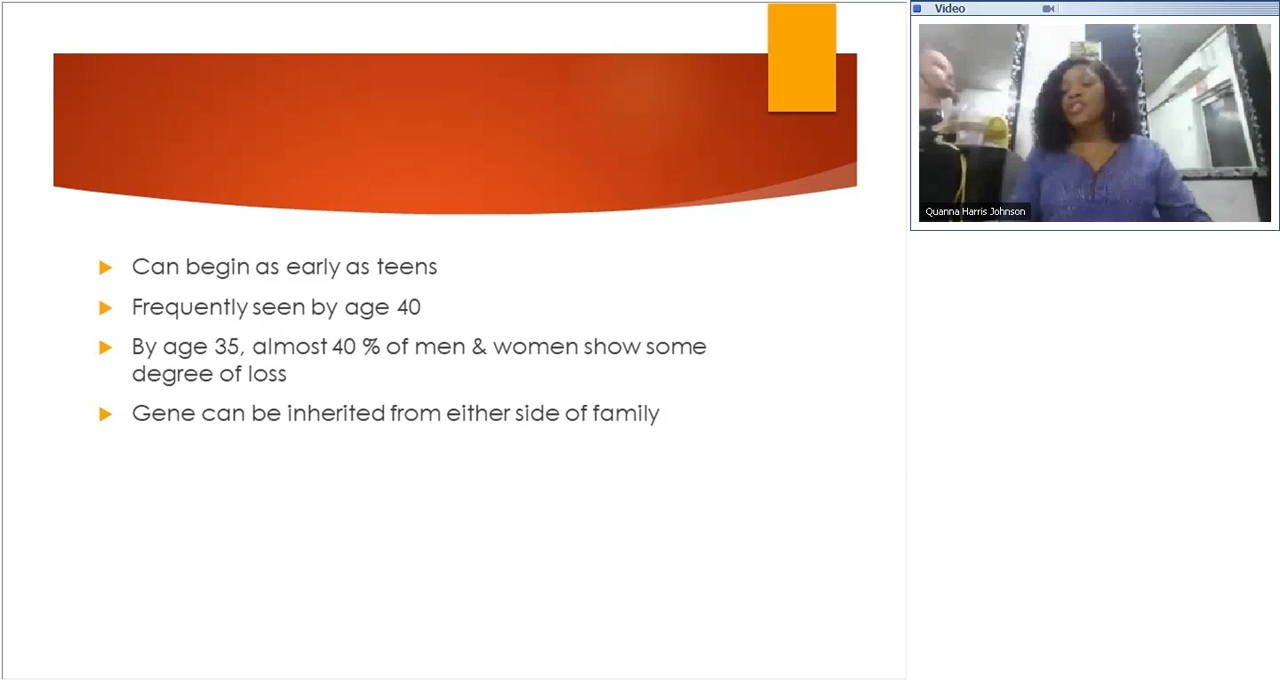 Video
Quanna Harris Johnson
Can begin as early as teens
Frequently seen by age 40
By age 35, almost 40 % of men & women show some
degree of loss
Gene can be inherited from either side of family